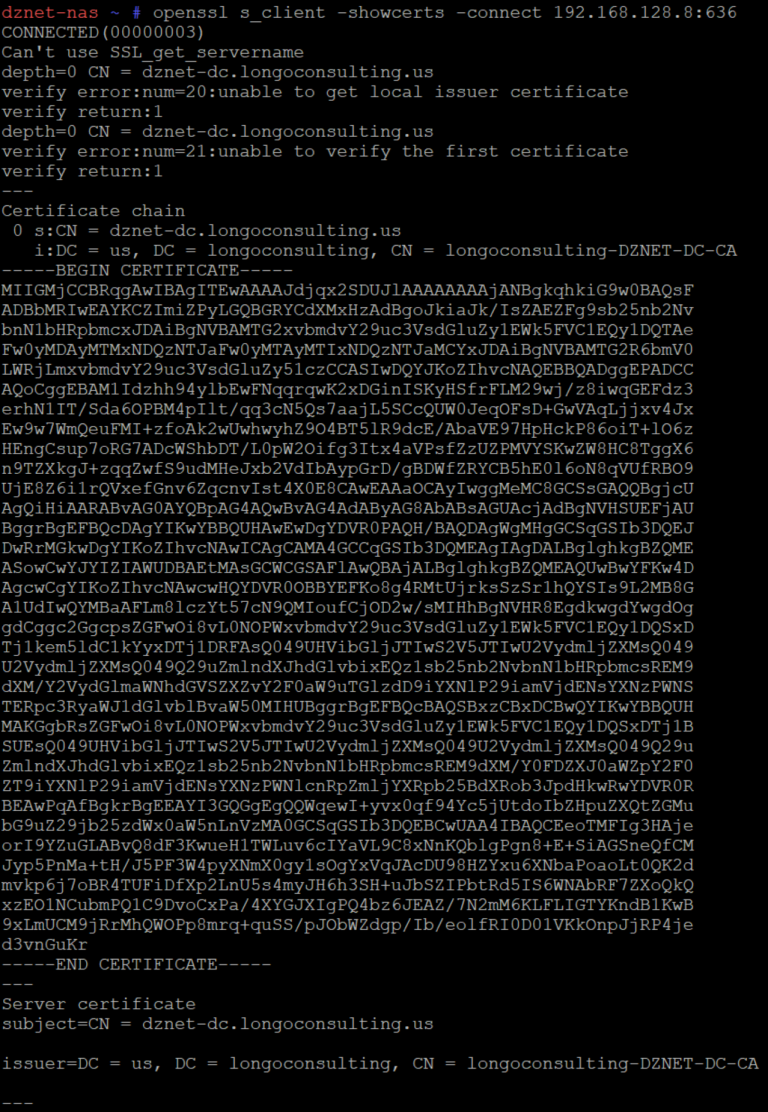 dznet-nas ~ # openssl s_client -showcerts -connect 192.168.128.8:636
CONNECTED(00000003)
Can't use SSL_get_servername
depth=0 CN = dznet-dc.longoconsulting.us
verify error:num=20:unable to get local issuer certificate
verify return:1
depth=0 CN = dznet-dc.longoconsulting.us
verify error:num=21:unable to verify the first certificate
verify return:1
---
Certificate chain
 0 s:CN = dznet-dc.longoconsulting.us
   i:DC = us, DC = longoconsulting, CN = longoconsulting-DZNET-DC-CA
-----BEGIN CERTIFICATE-----
MIIGMjCCBRqgAwIBAgITEwAAAAJdjqx2SDUJlAAAAAAAAjANBgkqhkiG9w0BAQsF
ADBbMRIwEAYKCZImiZPyLGQBGRYCdXMxHzAdBgoJkiaJk/IsZAEZFg9sb25nb2Nv
bnN1bHRpbmcxJDAiBgNVBAMTG2xvbmdvY29uc3VsdGluZy1EWk5FVC1EQy1DQTAe
Fw0yMDAyMTMxNDQzNTJaFw0yMTAyMTIxNDQzNTJaMCYxJDAiBgNVBAMTG2R6bmV0
LWRjLmxvbmdvY29uc3VsdGluZy51czCCASIwDQYJKoZIhvcNAQEBBQADggEPADCC
AQoCggEBAM1Idzhh94ylbEwFNqqrqwK2xDGinISKyHSfrFLM29wj/z8iwqGEFdz3
erhN1IT/Sda6OPBM4pIlt/qq3cN5Qs7aajL5SCcQUW0JeqOFsD+GwVAqLjjxv4Jx
Ew9w7WmQeuFMI+zfoAk2wUwhwyhZ9O4BT5lR9dcE/AbaVE97HpHckP86oiT+lO6z
HEngCsup7oRG7ADcWShbDT/L0pW2Oifg3Itx4aVPsfZzUZPMVYSKwZW8HC8TggX6
n9TZXkgJ+zqqZwfS9udMHeJxb2VdIbAypGrD/gBDWfZRYCB5hE0l6oN8qVUfRBO9
UjE8Z6i1rQVxefGnv6ZqcnvIst4X0E8CAwEAAaOCAyIwggMeMC8GCSsGAQQBgjcU
AgQiHiAARABvAG0AYQBpAG4AQwBvAG4AdAByAG8AbABsAGUAcjAdBgNVHSUEFjAU
BggrBgEFBQcDAgYIKwYBBQUHAwEwDgYDVR0PAQH/BAQDAgWgMHgGCSqGSIb3DQEJ
DwRrMGkwDgYIKoZIhvcNAwICAgCAMA4GCCqGSIb3DQMEAgIAgDALBglghkgBZQME
ASowCwYJYIZIAWUDBAEtMAsGCWCGSAFlAwQBAjALBglghkgBZQMEAQUwBwYFKw4D
AgcwCgYIKoZIhvcNAwcwHQYDVR0OBBYEFKo8g4RMtUjrksSzSr1hQYSIs9L2MB8G
A1UdIwQYMBaAFLm8lczYt57cN9QMIoufCjOD2w/sMIHhBgNVHR8EgdkwgdYwgdOg
gdCggc2GgcpsZGFwOi8vL0NOPWxvbmdvY29uc3VsdGluZy1EWk5FVC1EQy1DQSxD
Tj1kem5ldC1kYyxDTj1DRFAsQ049UHVibGljJTIwS2V5JTIwU2VydmljZXMsQ049
U2VydmljZXMsQ049Q29uZmlndXJhdGlvbixEQz1sb25nb2NvbnN1bHRpbmcsREM9
dXM/Y2VydGlmaWNhdGVSZXZvY2F0aW9uTGlzdD9iYXNlP29iamVjdENsYXNzPWNS
TERpc3RyaWJ1dGlvblBvaW50MIHUBggrBgEFBQcBAQSBxzCBxDCBwQYIKwYBBQUH
MAKGgbRsZGFwOi8vL0NOPWxvbmdvY29uc3VsdGluZy1EWk5FVC1EQy1DQSxDTj1B
SUEsQ049UHVibGljJTIwS2V5JTIwU2VydmljZXMsQ049U2VydmljZXMsQ049Q29u
ZmlndXJhdGlvbixEQz1sb25nb2NvbnN1bHRpbmcsREM9dXM/Y0FDZXJ0aWZpY2F0
ZT9iYXNlP29iamVjdENsYXNzPWNlcnRpZmljYXRpb25BdXRob3JpdHkwRwYDVR0R
BEAwPqAfBgkrBgEEAYI3GQGgEgQQWqewI+yvx0qf94Yc5jUtdoIbZHpuZXQtZGMu
bG9uZ29jb25zdWx0aW5nLnVzMA0GCSqGSIb3DQEBCwUAA4IBAQCEeoTMFIg3HAje
orI9YZuGLABvQ8dF3KwueH1TWLuv6cIYaVL9C8xNnKQblgPgn8+E+SiAGSneQfCM
Jyp5PnMa+tH/J5PF3W4pyXNmX0gy1sOgYxVqJAcDU98HZYxu6XNbaPoaoLt0QK2d
mvkp6j7oBR4TUFiDfXp2LnU5s4myJH6h3SH+uJbSZIPbtRd5IS6WNAbRF7ZXoQkQ
xzEO1NCubmPQ1C9DvoCxPa/4XYGJXIgPQ4bz6JEAZ/7N2mM6KLFLIGTYKndB1KwB
9xLmUCM9jRrMhQWOPp8mrq+quSS/pJObWZdgp/Ib/eolfRI0D01VKkOnpJjRP4je
d3vnGuKr
-----END CERTIFICATE-----
---
Server certificate
subject=CN = dznet-dc.longoconsulting.us

issuer=DC = us, DC = longoconsulting, CN = longoconsulting-DZNET-DC-CA

---